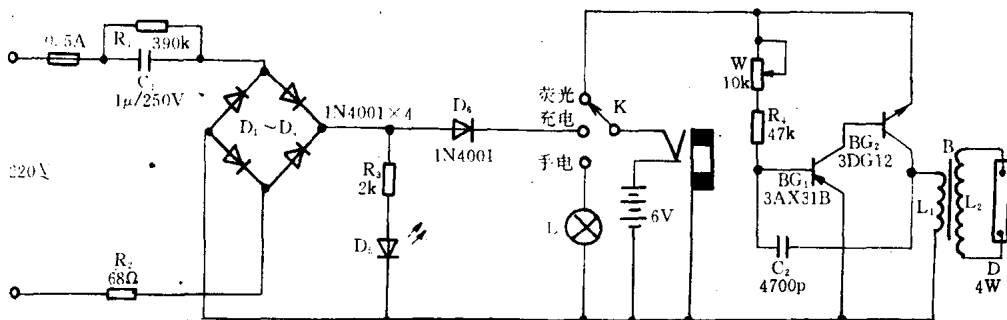 0.5A
R₁
390k
C₁
1μ/250V
D₁~D₄
1N4001×4
D₆
1N4001
R₃
2k
D₅
220V
R₂
68Ω
荧光
充电
K
手电
L
6V
W
10k
R₄
47k
BG₂
3DG12
BG₁
3AX31B
C₂
4700p
B
L₁
L₂
D
4W